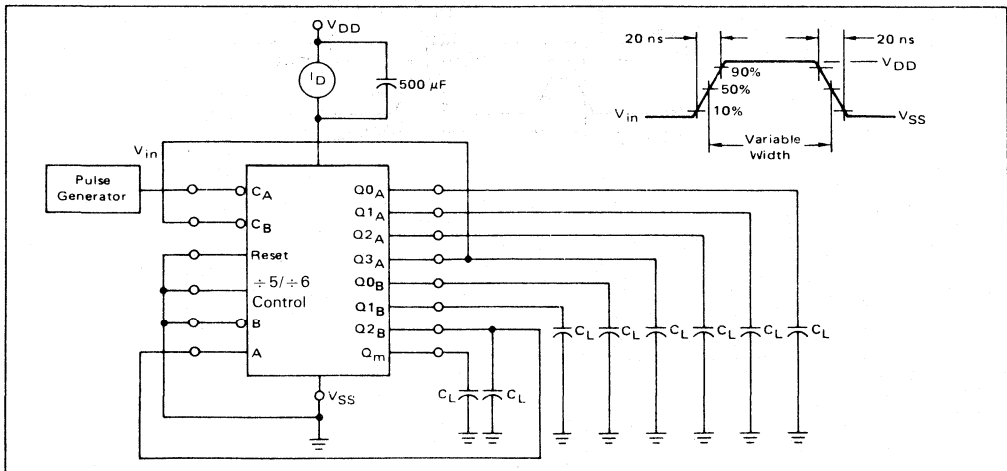 VDD
20 ns
20 ns
ID
500 µF
90%
50%
10%
VDD
Vin
VSS
Variable
Width
Vin
Pulse
Generator
CA
CB
Reset
÷5/÷6
Control
B
A
Q0A
Q1A
Q2A
Q3A
Q0B
Q1B
Q2B
Qm
VSS
CL
CL
CL
CL
CL
CL
CL
CL